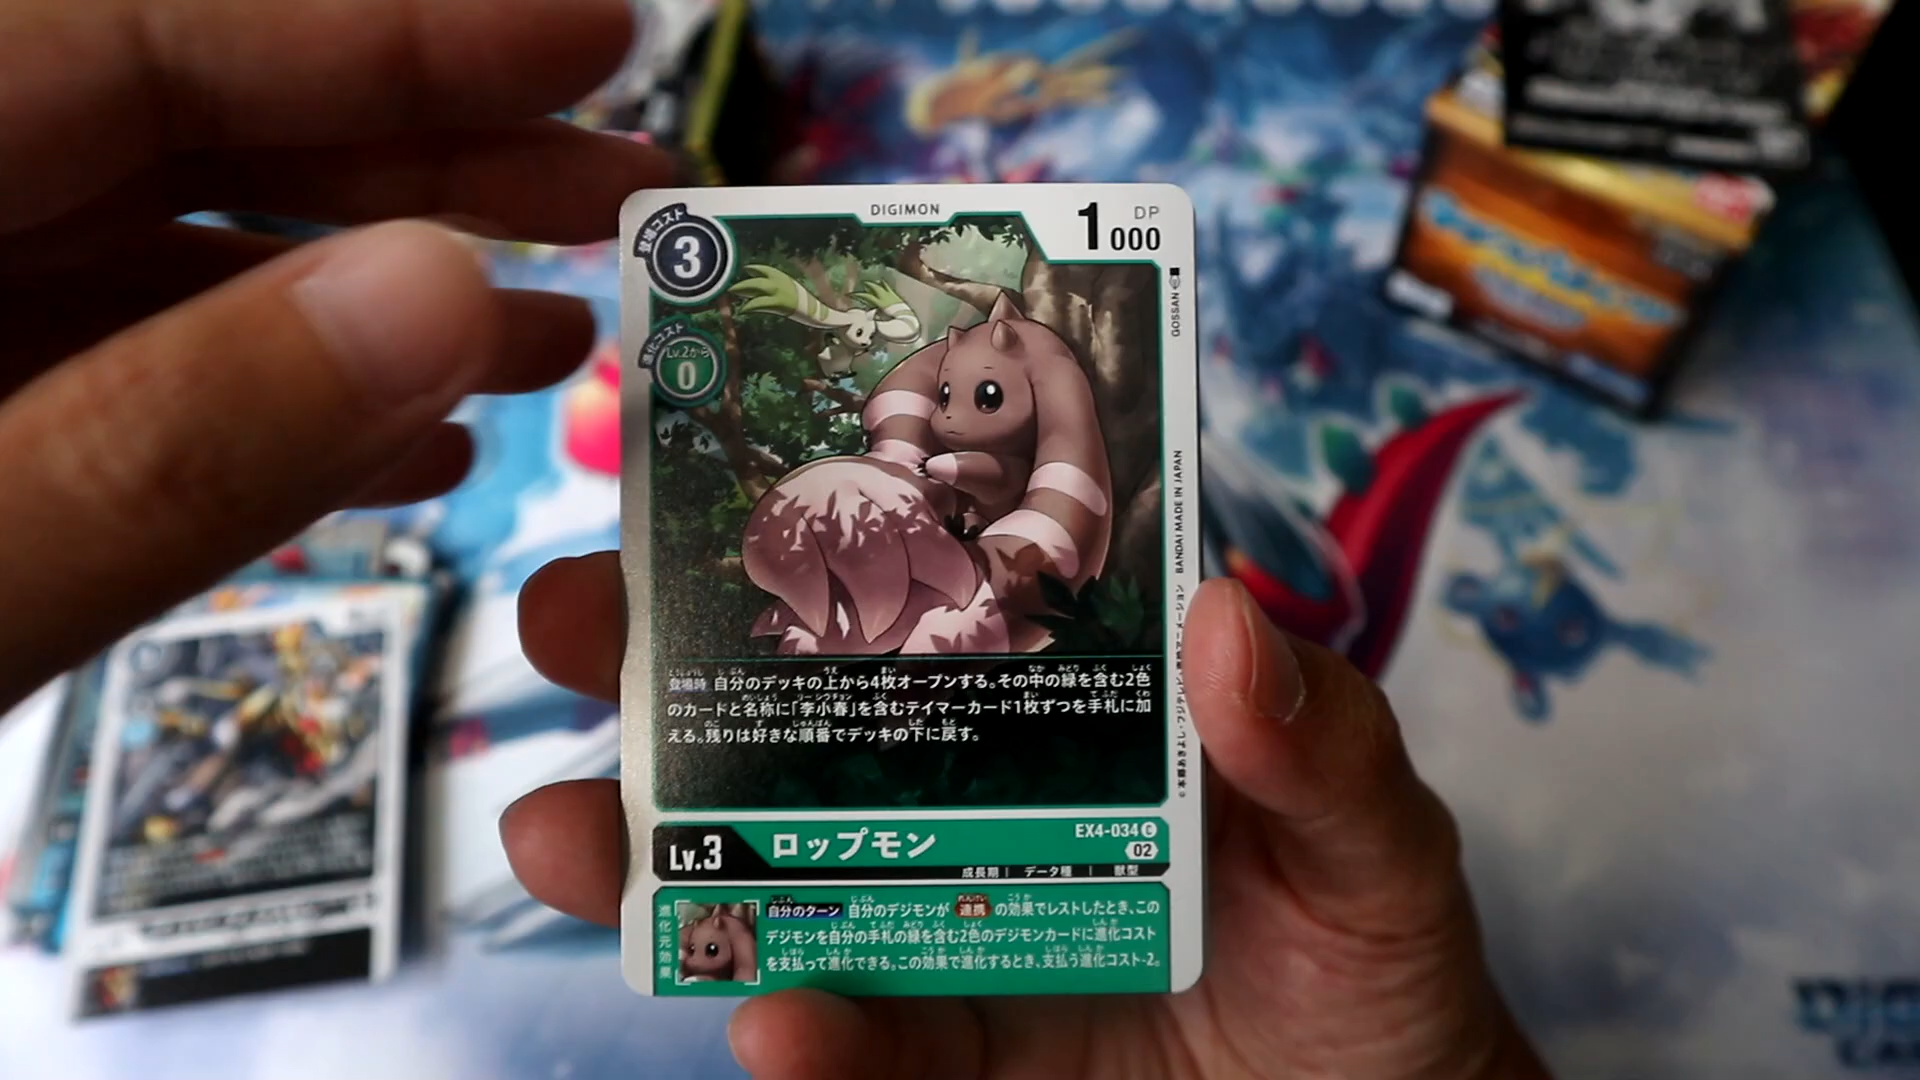 DIGIMON
登場コスト
3
1000
DP
進化コスト
Lv.2から
0
GOSSAN
BANDAI MADE IN JAPAN
登場時 自分のデッキの上から4枚オープンする。その中の緑を含む2色
のカードと名称に「李小春」を含むテイマーカード1枚ずつを手札に加
える。残りは好きな順番でデッキの下に戻す。
EX4-034 C
02
Lv.3
ロップモン
成長期 | データ種 | 獣型
進化元効果
自分のターン 自分のデジモンが 連携 の効果でレストしたとき、この
デジモンを自分の手札の緑を含む2色のデジモンカードに進化コスト
を支払って進化できる。この効果で進化するとき、支払う進化コスト-2。